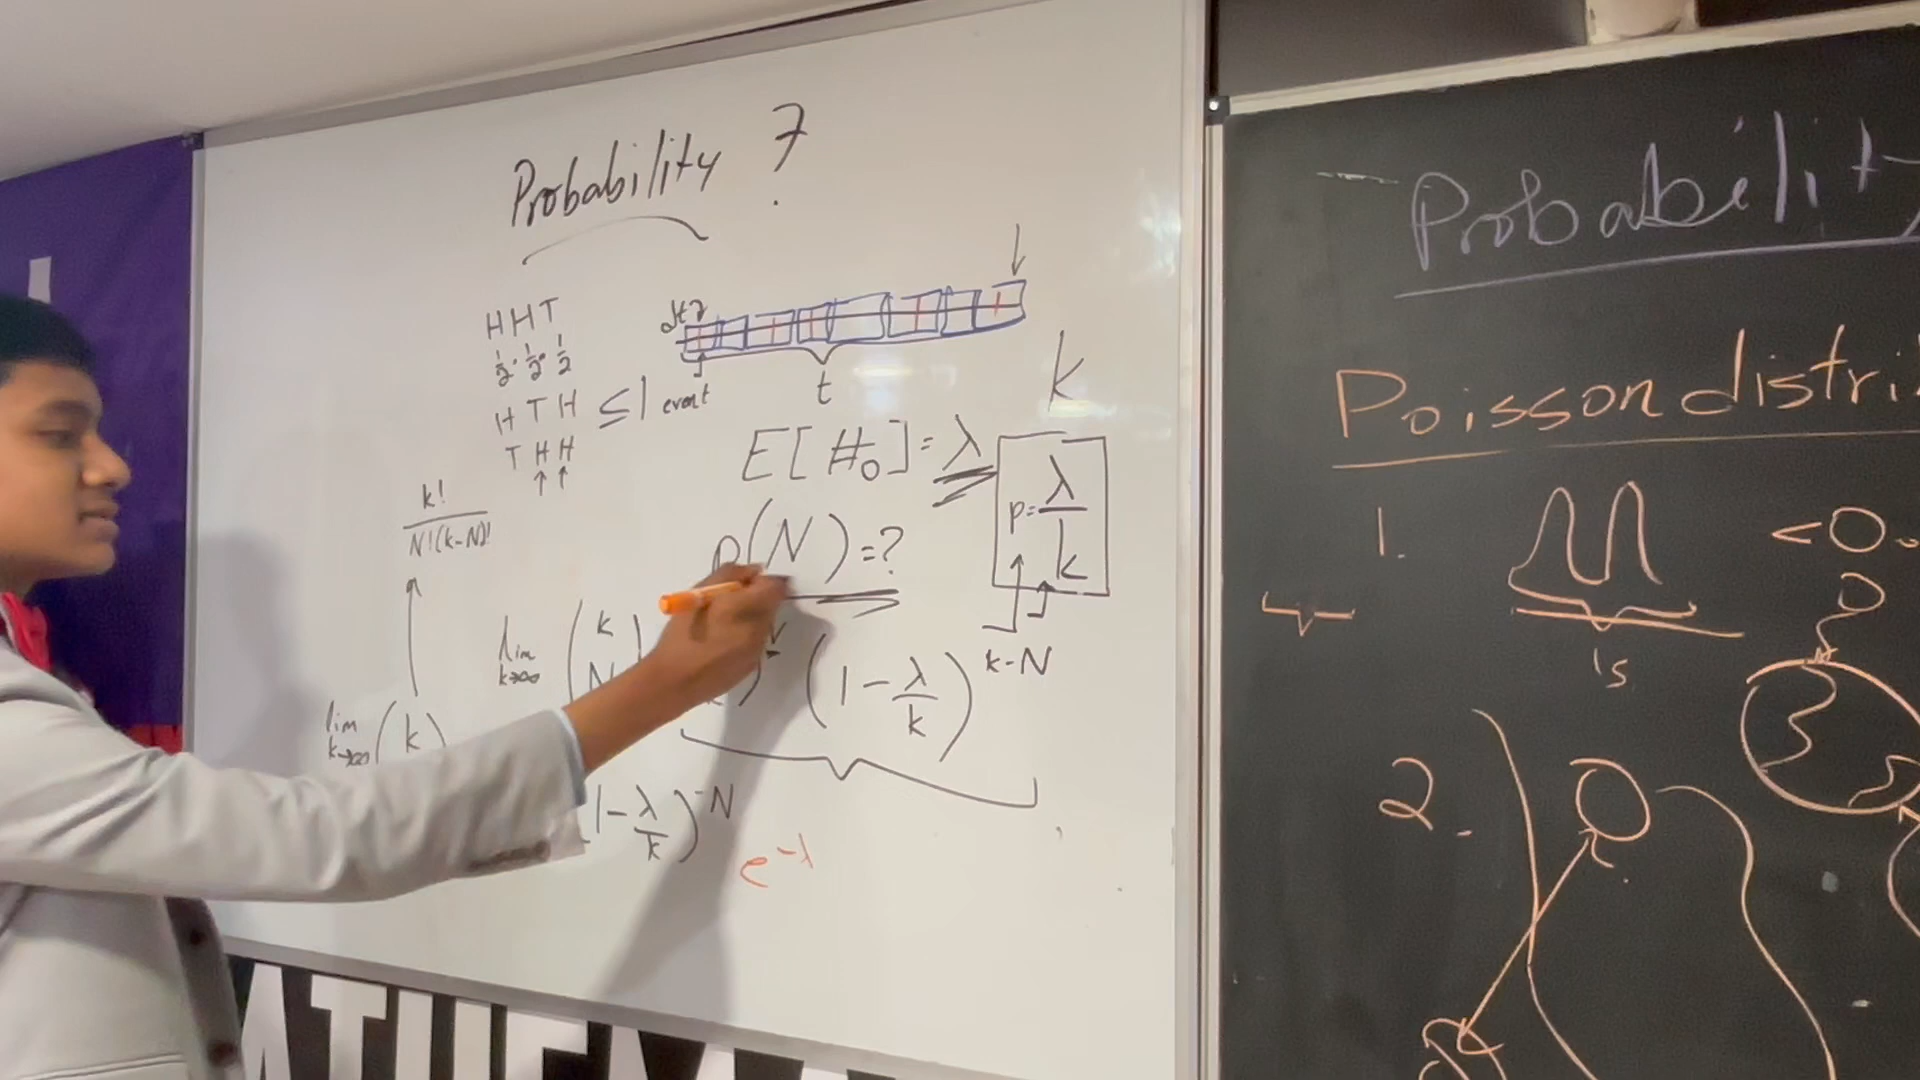 Probability 7
HHT
1/2 · 1/2 · 1/2
HTH
THH
≤ 1 event
dt
t
k
E[#₀] = λ
p = λ/k
P(N) = ?
k!
N!(k-N)!
lim k→∞ (k N
(1 - λ/k)^(k-N)
lim k→∞ (k)
(1 - λ/k)^(-N)
e^(-λ)
Probability
Poisson distri
1.
<0.
1s
2.